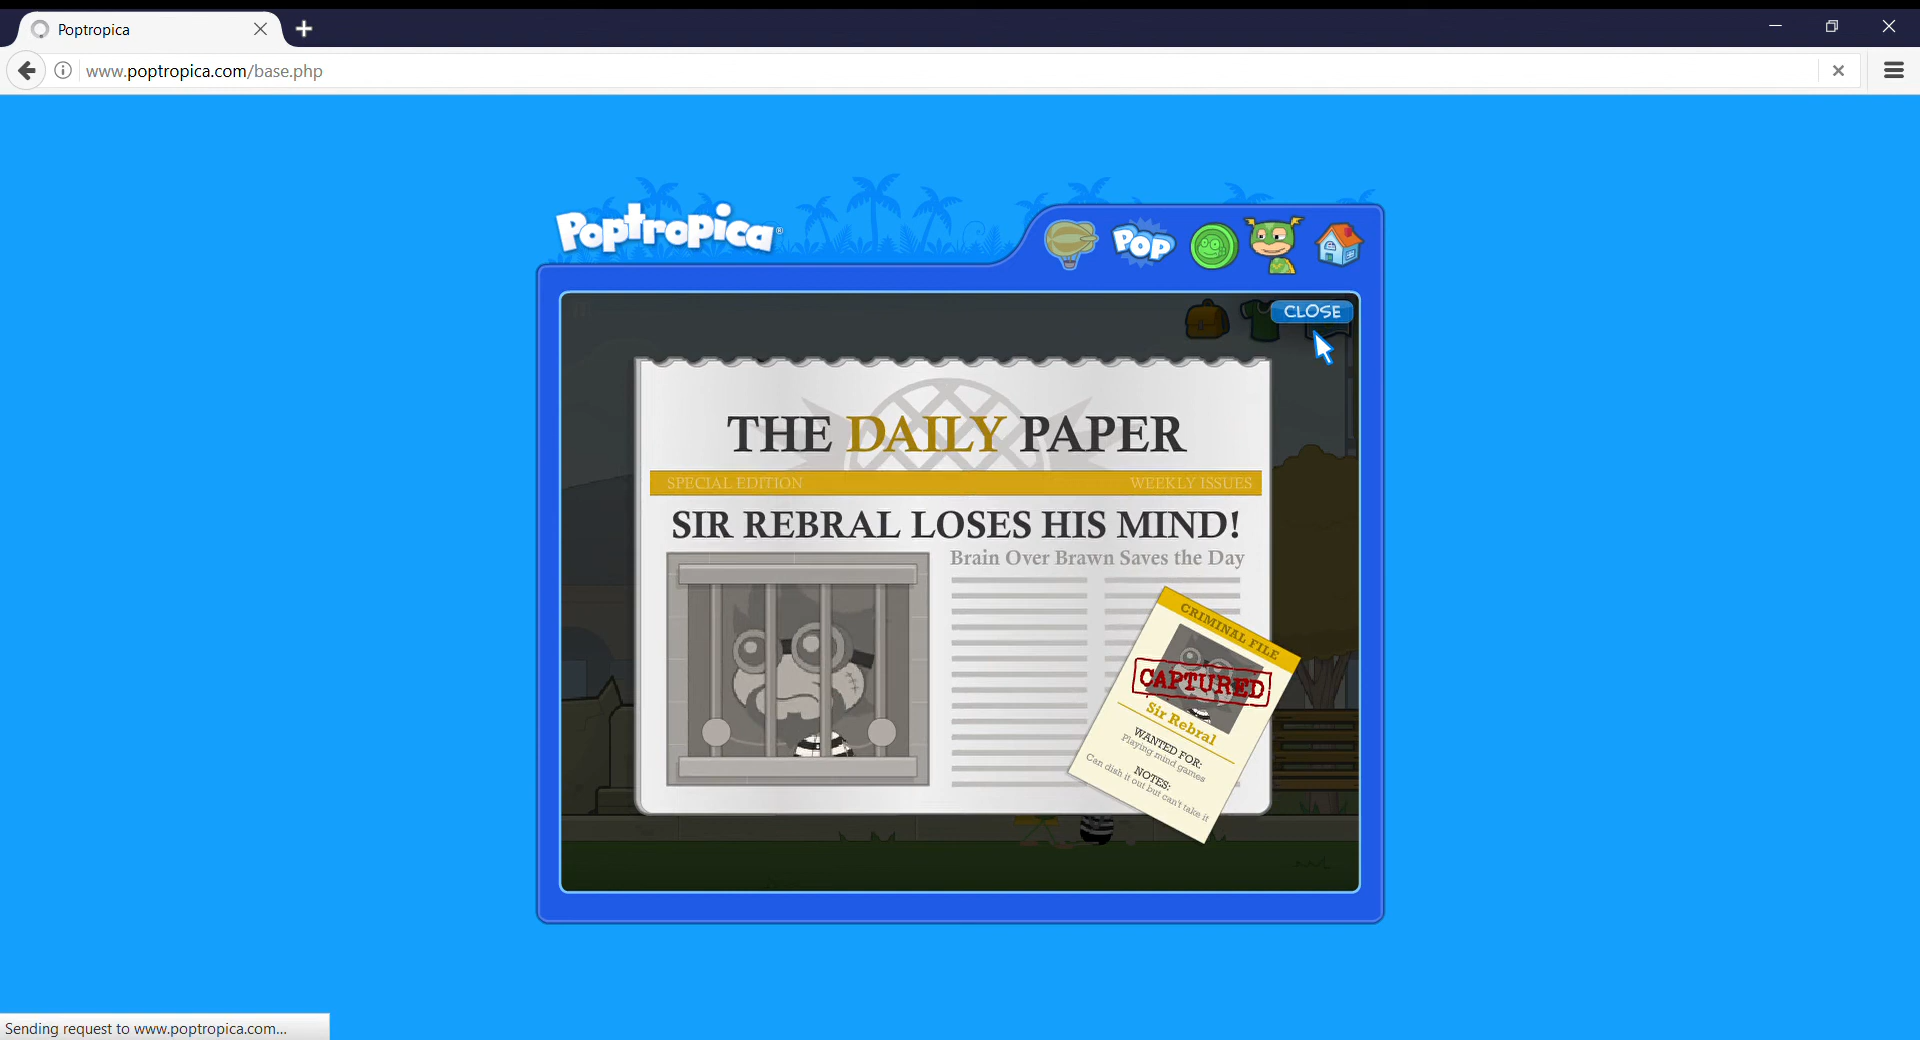 Poptropica
www.poptropica.com/base.php
Poptropica®
POP
CLOSE
THE DAILY PAPER
SPECIAL EDITION
WEEKLY ISSUES
SIR REBRAL LOSES HIS MIND!
Brain Over Brawn Saves the Day
CRIMINAL FILE
CAPTURED
Sir Rebral
WANTED FOR:
Playing mind games
NOTES:
Can dish it out but can't take it
Sending request to www.poptropica.com...